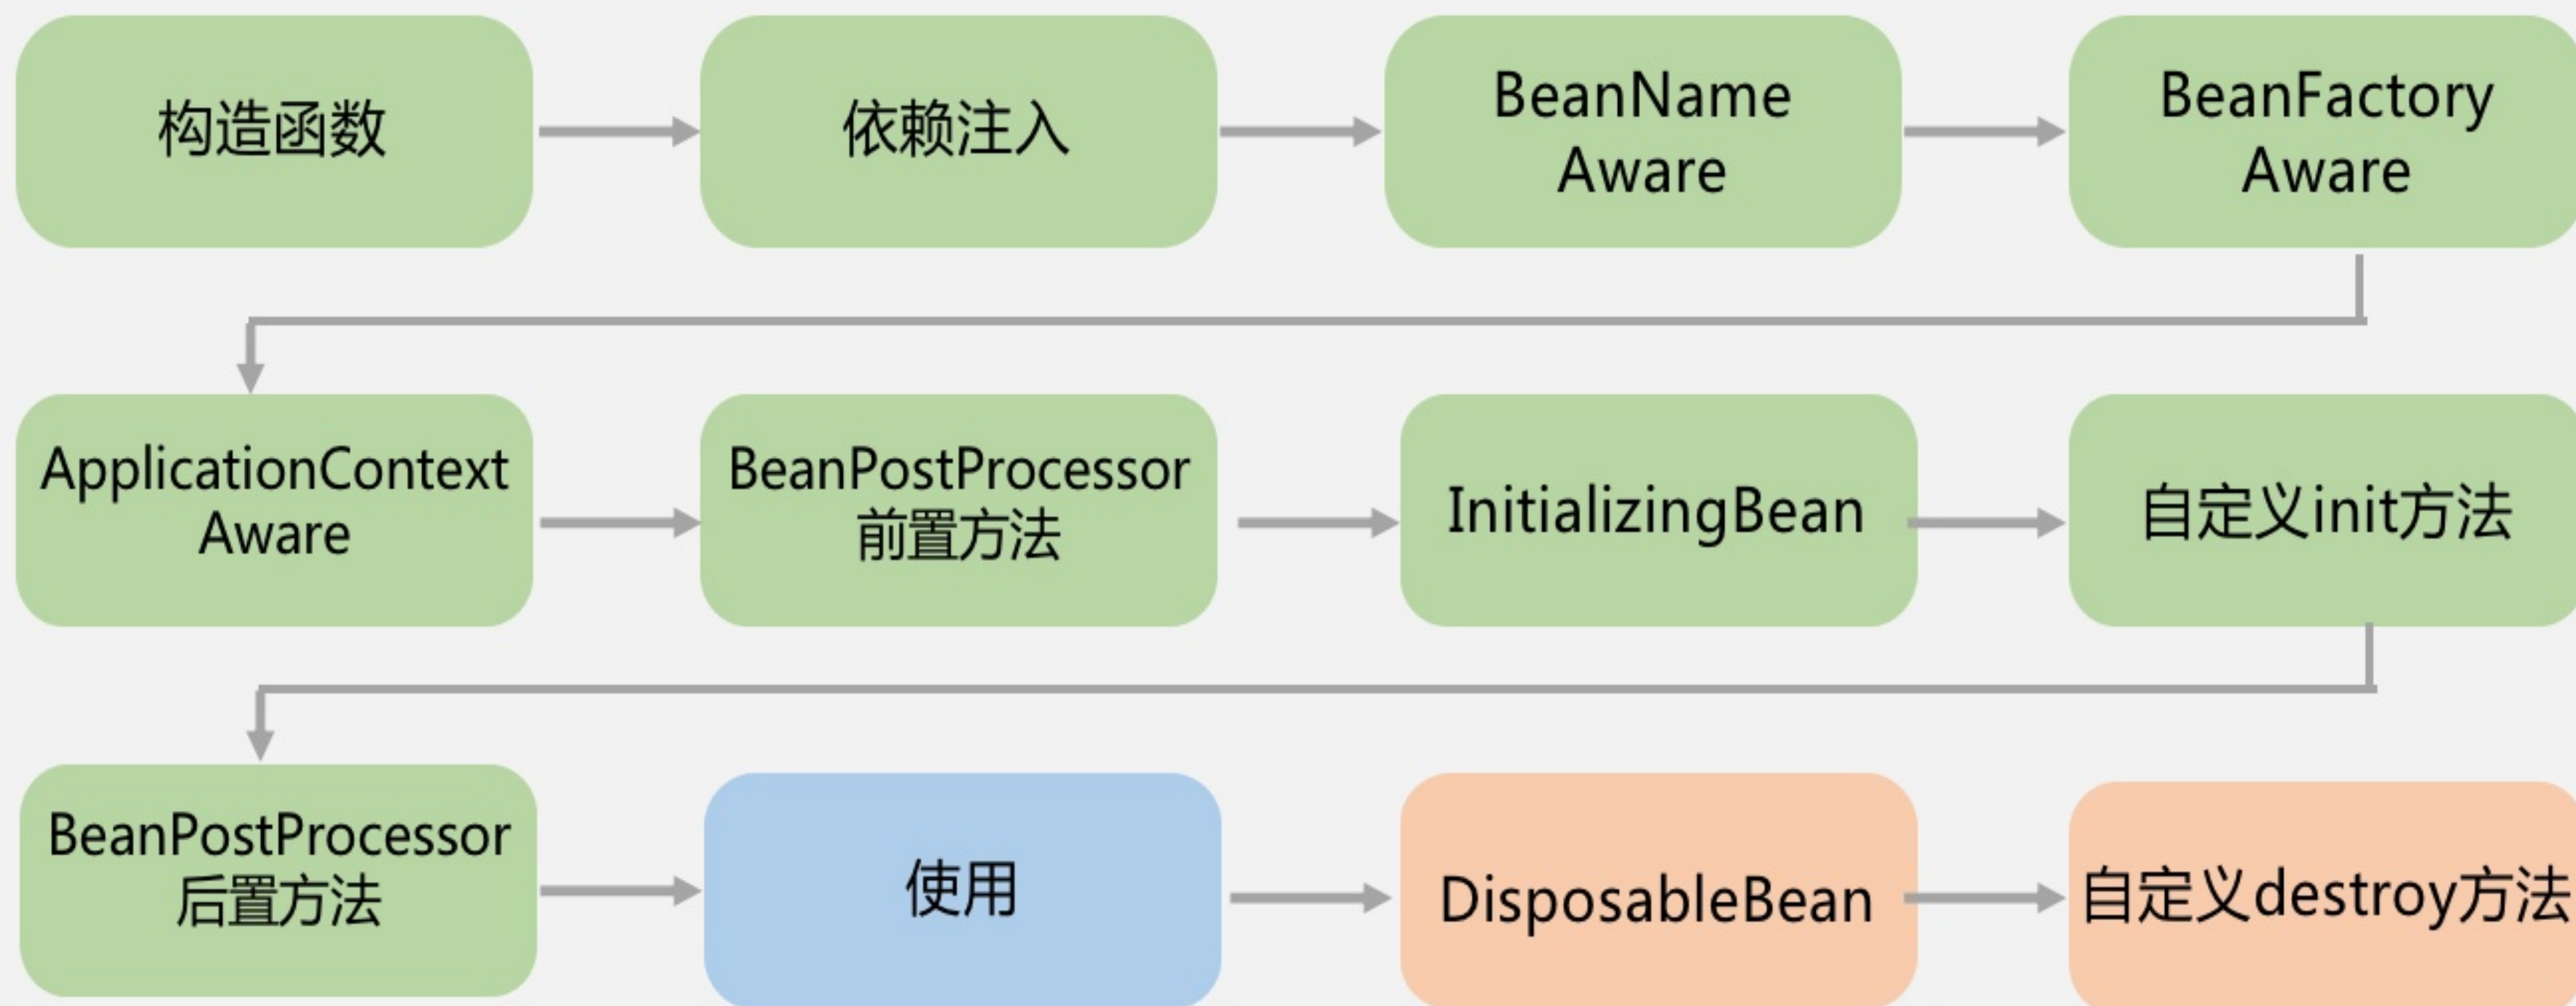 构造函数
依赖注入
BeanName
Aware
BeanFactory
Aware
ApplicationContext
Aware
BeanPostProcessor
前置方法
InitializingBean
自定义init方法
BeanPostProcessor
后置方法
使用
DisposableBean
自定义destroy方法